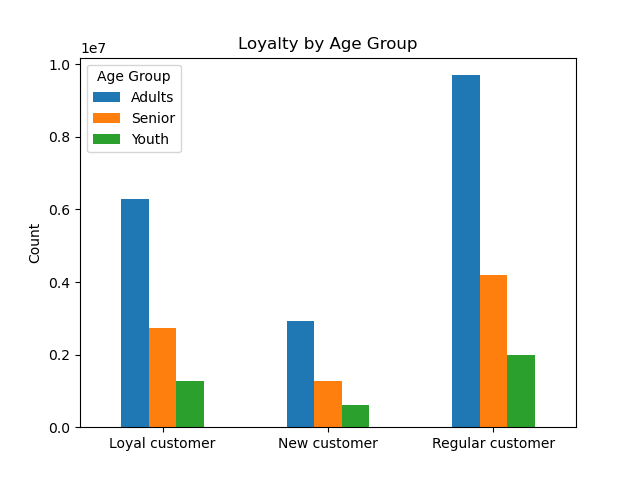 Loyalty by Age Group
1e7
1.0
0.8
0.6
0.4
0.2
0.0
Count
Age Group
Adults
Senior
Youth
Loyal customer
New customer
Regular customer